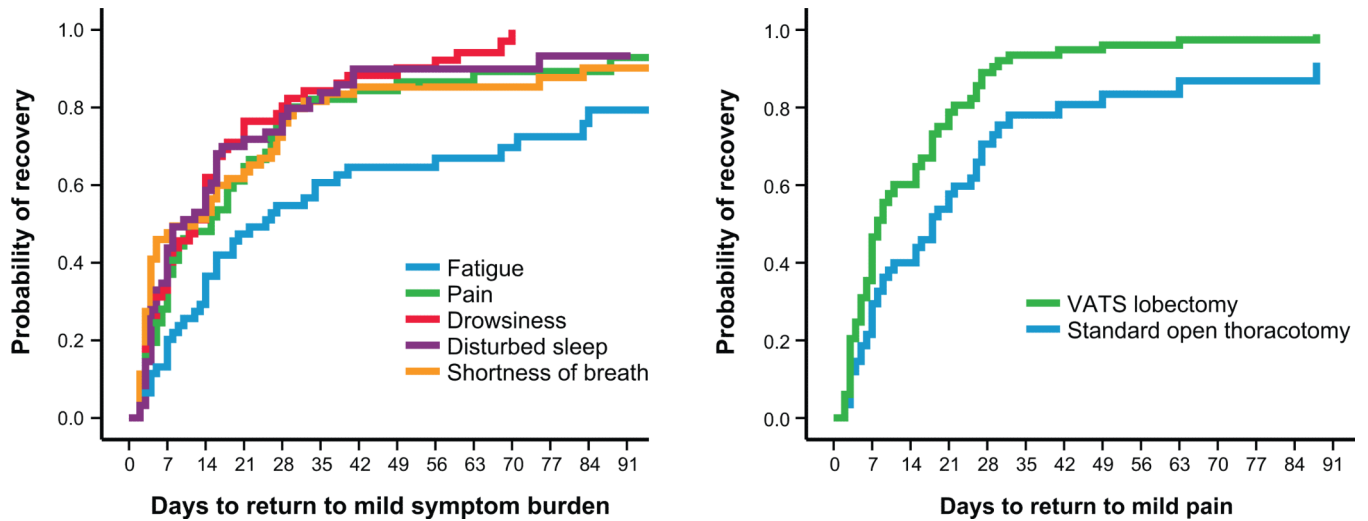 Probability of recovery
1.0
0.8
0.6
0.4
0.2
0.0
Fatigue
Pain
Drowsiness
Disturbed sleep
Shortness of breath
0 7 14 21 28 35 42 49 56 63 70 77 84 91
Days to return to mild symptom burden
Probability of recovery
1.0
0.8
0.6
0.4
0.2
0.0
VATS lobectomy
Standard open thoracotomy
0 7 14 21 28 35 42 49 56 63 70 77 84 91
Days to return to mild pain